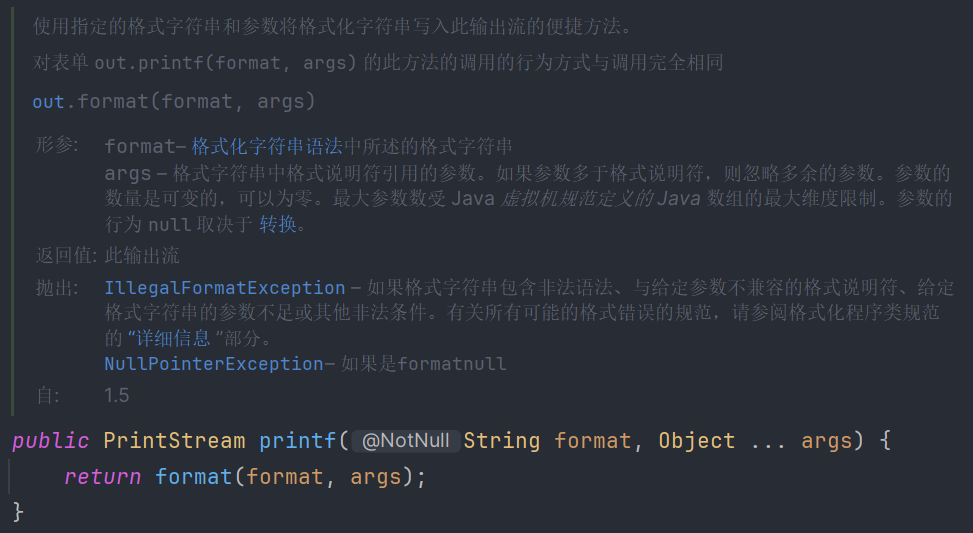 使用指定的格式字符串和参数将格式化字符串写入此输出流的便捷方法。
对表单 out.printf(format, args) 的此方法的调用的行为方式与调用完全相同
out.format(format, args)
形参: format– 格式化字符串语法中所述的格式字符串
args – 格式字符串中格式说明符引用的参数。如果参数多于格式说明符，则忽略多余的参数。参数的
数量是可变的，可以为零。最大参数数受 Java 虚拟机规范定义的 Java 数组的最大维度限制。参数的
行为 null 取决于 转换。
返回值: 此输出流
抛出: IllegalFormatException – 如果格式字符串包含非法语法、与给定参数不兼容的格式说明符、给定
格式字符串的参数不足或其他非法条件。有关所有可能的格式错误的规范，请参阅格式化程序类规范
的 “详细信息 ”部分。
NullPointerException– 如果是formatnull
自: 1.5
public PrintStream printf( @NotNull String format, Object ... args) {
return format(format, args);
}